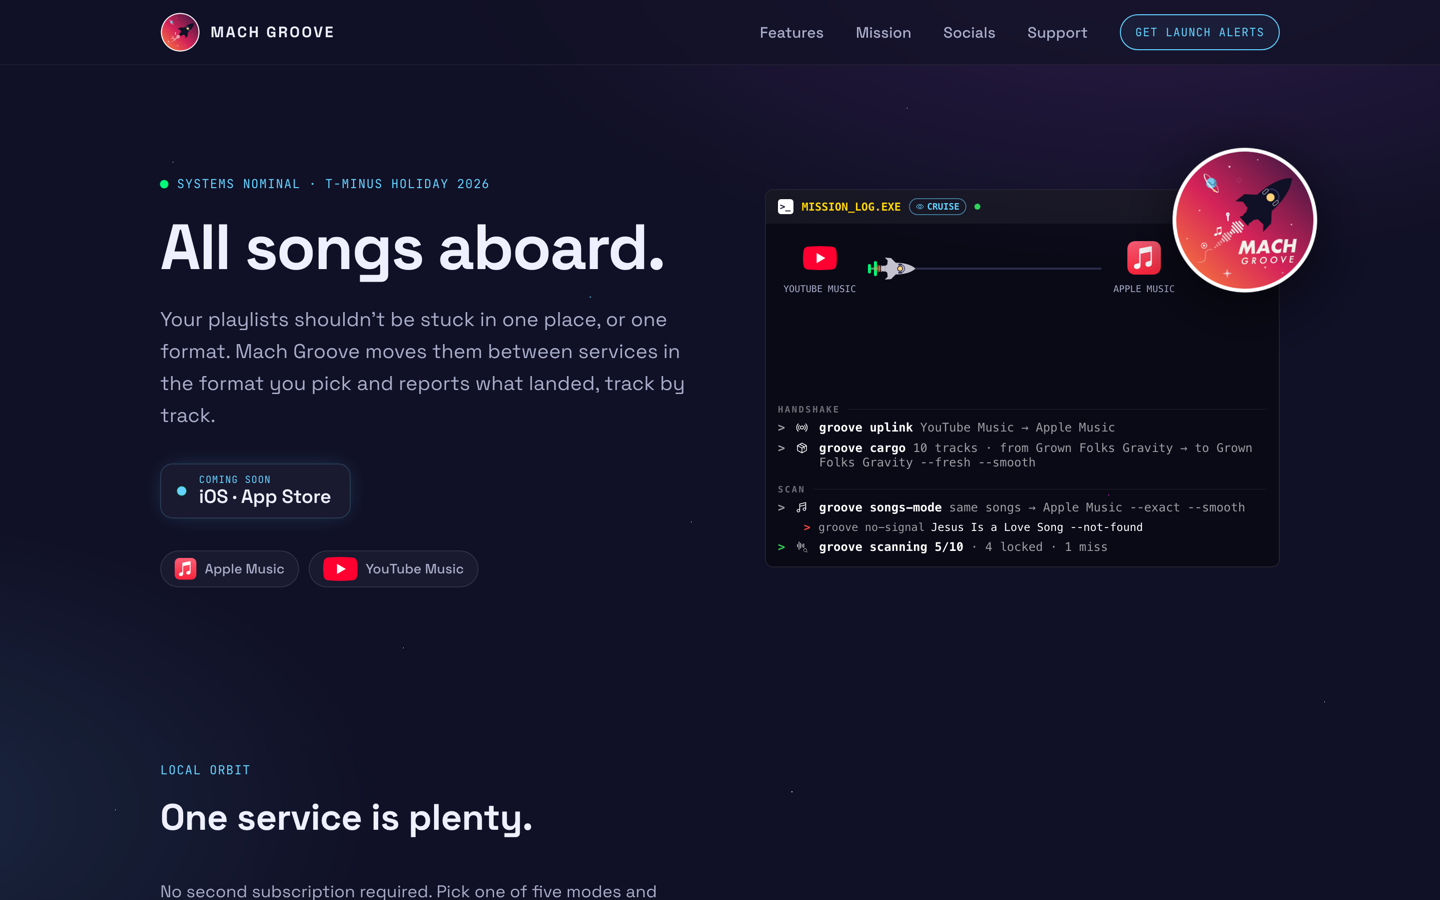 MACH GROOVE
Features
Mission
Socials
Support
GET LAUNCH ALERTS
SYSTEMS NOMINAL · T-MINUS HOLIDAY 2026
All songs aboard.
Your playlists shouldn’t be stuck in one place, or one
format. Mach Groove moves them between services in
the format you pick and reports what landed, track by
track.
COMING SOON
iOS · App Store
Apple Music
YouTube Music
>_ MISSION_LOG.EXE
CRUISE
MACH
GROOVE
YOUTUBE MUSIC
APPLE MUSIC
HANDSHAKE
> groove uplink YouTube Music → Apple Music
> groove cargo 10 tracks · from Grown Folks Gravity → to Grown
Folks Gravity --fresh --smooth
SCAN
> groove songs-mode same songs → Apple Music --exact --smooth
> groove no-signal Jesus Is a Love Song --not-found
> groove scanning 5/10 · 4 locked · 1 miss
LOCAL ORBIT
One service is plenty.
No second subscription required. Pick one of five modes and